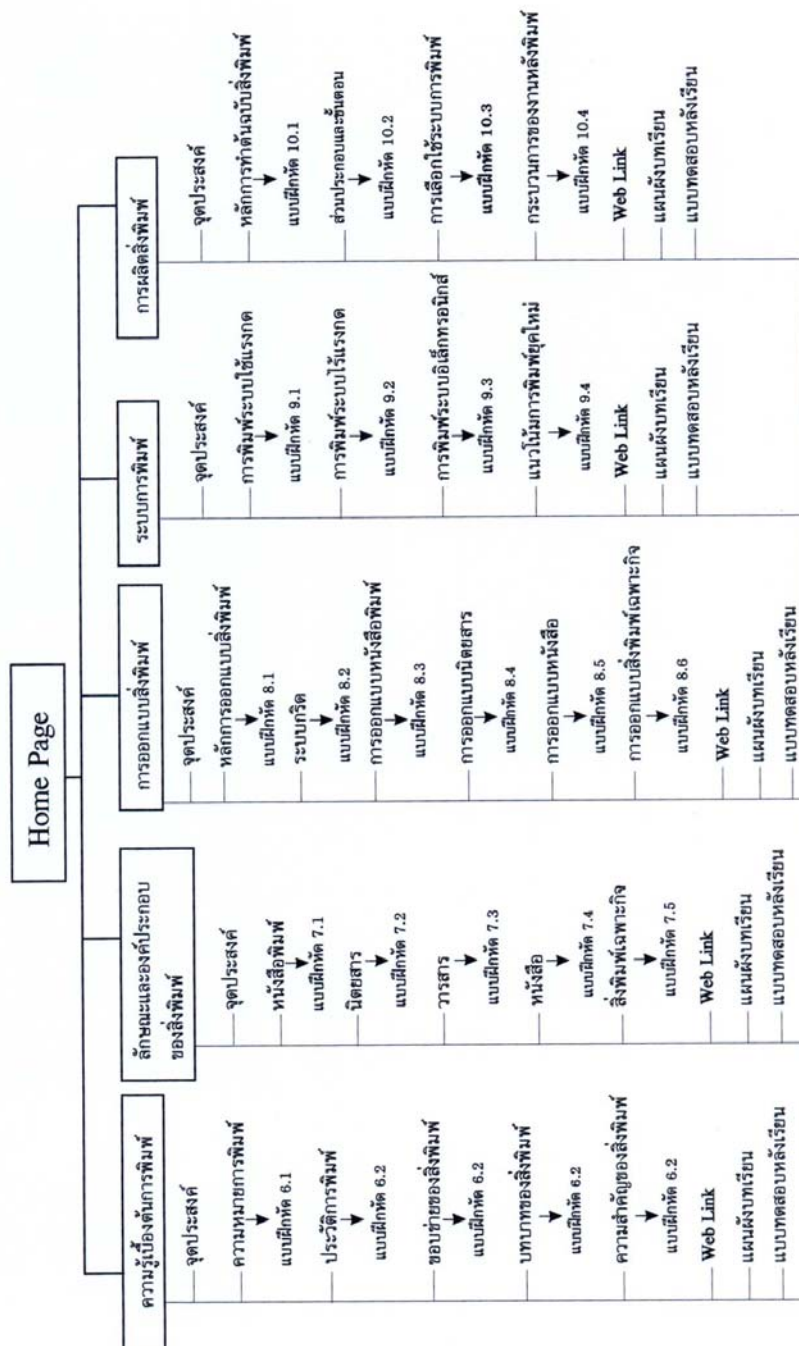 Home Page
ความรู้เบื้องต้นการพิมพ์
จุดประสงค์
ความหมายการพิมพ์
แบบฝึกหัด 6.1
ประวัติการพิมพ์
แบบฝึกหัด 6.2
ขอบข่ายของสิ่งพิมพ์
แบบฝึกหัด 6.2
บทบาทของสิ่งพิมพ์
แบบฝึกหัด 6.2
ความสำคัญของสิ่งพิมพ์
แบบฝึกหัด 6.2
Web Link
แผนผังบทเรียน
แบบทดสอบหลังเรียน
ลักษณะและองค์ประกอบ
ของสิ่งพิมพ์
จุดประสงค์
หนังสือพิมพ์
แบบฝึกหัด 7.1
นิตยสาร
แบบฝึกหัด 7.2
วารสาร
แบบฝึกหัด 7.3
หนังสือ
แบบฝึกหัด 7.4
สิ่งพิมพ์เฉพาะกิจ
แบบฝึกหัด 7.5
Web Link
แผนผังบทเรียน
แบบทดสอบหลังเรียน
การออกแบบสิ่งพิมพ์
จุดประสงค์
หลักการออกแบบสิ่งพิมพ์
แบบฝึกหัด 8.1
ระบบกริด
แบบฝึกหัด 8.2
การออกแบบหนังสือพิมพ์
แบบฝึกหัด 8.3
การออกแบบนิตยสาร
แบบฝึกหัด 8.4
การออกแบบหนังสือ
แบบฝึกหัด 8.5
การออกแบบสิ่งพิมพ์เฉพาะกิจ
แบบฝึกหัด 8.6
Web Link
แผนผังบทเรียน
แบบทดสอบหลังเรียน
ระบบการพิมพ์
จุดประสงค์
การพิมพ์ระบบใช้แรงกด
แบบฝึกหัด 9.1
การพิมพ์ระบบไร้แรงกด
แบบฝึกหัด 9.2
การพิมพ์ระบบอิเล็กทรอนิกส์
แบบฝึกหัด 9.3
แนวโน้มการพิมพ์ยุคใหม่
แบบฝึกหัด 9.4
Web Link
แผนผังบทเรียน
แบบทดสอบหลังเรียน
การผลิตสิ่งพิมพ์
จุดประสงค์
หลักการทำต้นฉบับสิ่งพิมพ์
แบบฝึกหัด 10.1
ส่วนประกอบและขั้นตอน
แบบฝึกหัด 10.2
การเลือกใช้ระบบการพิมพ์
แบบฝึกหัด 10.3
กระบวนการของงานหลังพิมพ์
แบบฝึกหัด 10.4
Web Link
แผนผังบทเรียน
แบบทดสอบหลังเรียน